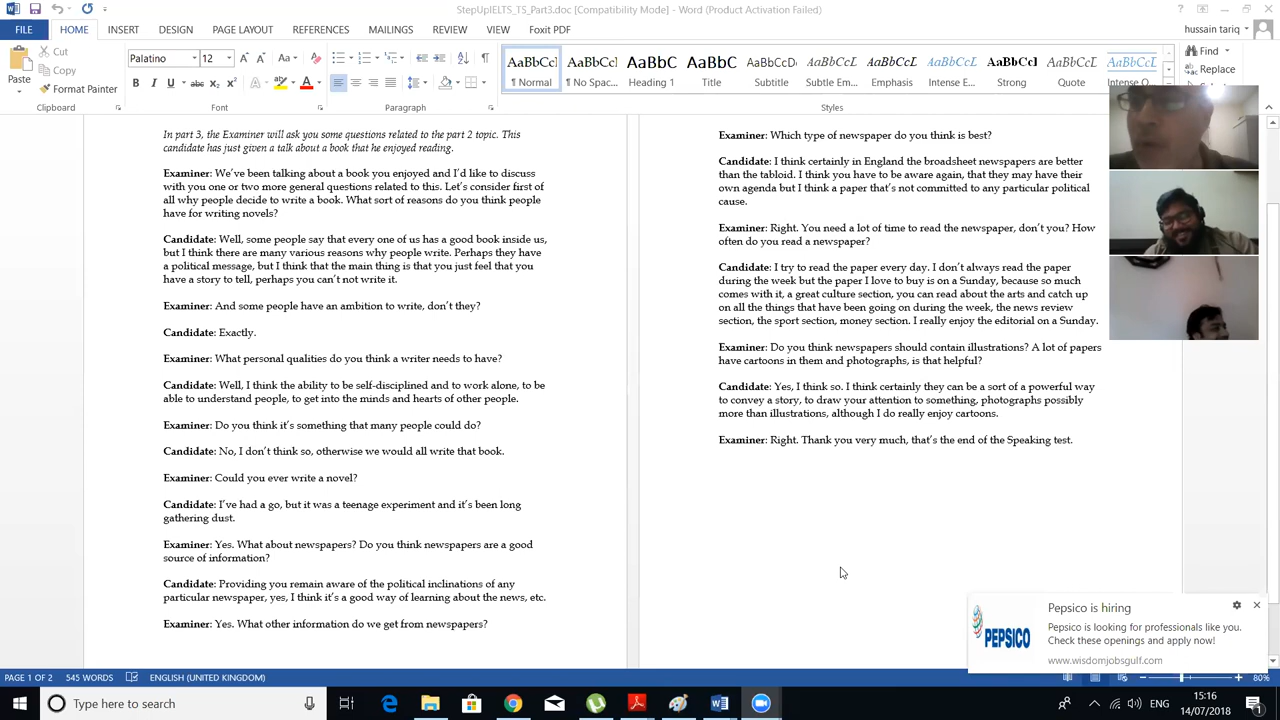 StepUpIELTS_TS_Part3.doc [Compatibility Mode] - Word (Product Activation Failed)
FILE HOME INSERT DESIGN PAGE LAYOUT REFERENCES MAILINGS REVIEW VIEW Foxit PDF hussain tariq
Paste
Cut
Copy
Format Painter
Clipboard
Palatino 12
Font
Paragraph
AaBbCcI AaBbCcI AaBbC AaBbC AaBbCcD AaBbCcI AaBbCcL AaBbCcL AaBbCcI AaBbCcL AaBbCcL
¶ Normal ¶ No Spac... Heading 1 Title Subtitle Subtle Em... Emphasis Intense E... Strong Quote Intense Q...
Styles
Find
Replace
In part 3, the Examiner will ask you some questions related to the part 2 topic. This
candidate has just given a talk about a book that he enjoyed reading.
Examiner: We've been talking about a book you enjoyed and I'd like to discuss
with you one or two more general questions related to this. Let's consider first of
all why people decide to write a book. What sort of reasons do you think people
have for writing novels?
Candidate: Well, some people say that every one of us has a good book inside us,
but I think there are many various reasons why people write. Perhaps they have
a political message, but I think that the main thing is that you just feel that you
have a story to tell, perhaps you can't not write it.
Examiner: And some people have an ambition to write, don't they?
Candidate: Exactly.
Examiner: What personal qualities do you think a writer needs to have?
Candidate: Well, I think the ability to be self-disciplined and to work alone, to be
able to understand people, to get into the minds and hearts of other people.
Examiner: Do you think it's something that many people could do?
Candidate: No, I don't think so, otherwise we would all write that book.
Examiner: Could you ever write a novel?
Candidate: I've had a go, but it was a teenage experiment and it's been long
gathering dust.
Examiner: Yes. What about newspapers? Do you think newspapers are a good
source of information?
Candidate: Providing you remain aware of the political inclinations of any
particular newspaper, yes, I think it's a good way of learning about the news, etc.
Examiner: Yes. What other information do we get from newspapers?
Examiner: Which type of newspaper do you think is best?
Candidate: I think certainly in England the broadsheet newspapers are better
than the tabloid. I think you have to be aware again, that they may have their
own agenda but I think a paper that's not committed to any particular political
cause.
Examiner: Right. You need a lot of time to read the newspaper, don't you? How
often do you read a newspaper?
Candidate: I try to read the paper every day. I don't always read the paper
during the week but the paper I love to buy is on a Sunday, because so much
comes with it, a great culture section, you can read about the arts and catch up
on all the things that have been going on during the week, the news review
section, the sport section, money section. I really enjoy the editorial on a Sunday.
Examiner: Do you think newspapers should contain illustrations? A lot of papers
have cartoons in them and photographs, is that helpful?
Candidate: Yes, I think so. I think certainly they can be a sort of a powerful way
to convey a story, to draw your attention to something, photographs possibly
more than illustrations, although I do really enjoy cartoons.
Examiner: Right. Thank you very much, that's the end of the Speaking test.
Pepsico is hiring
Pepsico is looking for professionals like you.
Check these openings and apply now!
www.wisdomjobsgulf.com
PEPSICO
PAGE 1 OF 2 545 WORDS ENGLISH (UNITED KINGDOM) 80%
Type here to search
ENG
15:16
14/07/2018